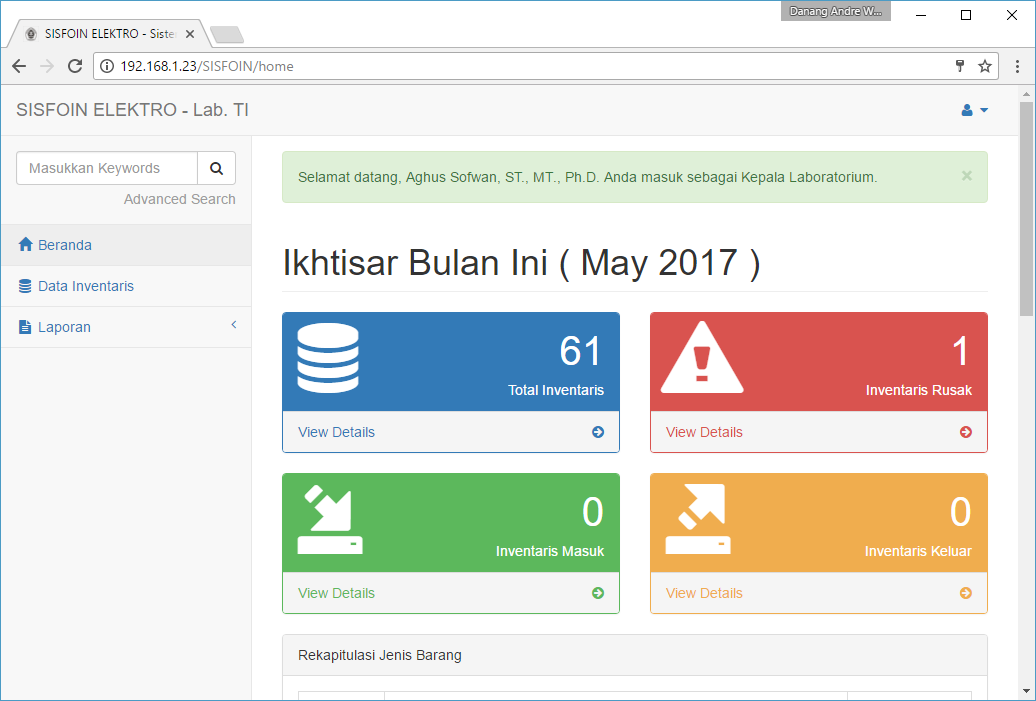 Danang Andre W...
SISFOIN ELEKTRO - Siste
192.168.1.23/SISFOIN/home
SISFOIN ELEKTRO - Lab. TI
Masukkan Keywords
Advanced Search
Beranda
Data Inventaris
Laporan
Selamat datang, Aghus Sofwan, ST., MT., Ph.D. Anda masuk sebagai Kepala Laboratorium.
Ikhtisar Bulan Ini ( May 2017 )
61
Total Inventaris
View Details
1
Inventaris Rusak
View Details
0
Inventaris Masuk
View Details
0
Inventaris Keluar
View Details
Rekapitulasi Jenis Barang